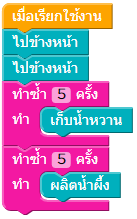 เมื่อเรียกใช้งาน
ไปข้างหน้า
ไปข้างหน้า
ทำซ้ำ 5 ครั้ง
ทำ เก็บน้ำหวาน
ทำซ้ำ 5 ครั้ง
ทำ ผลิตน้ำผึ้ง